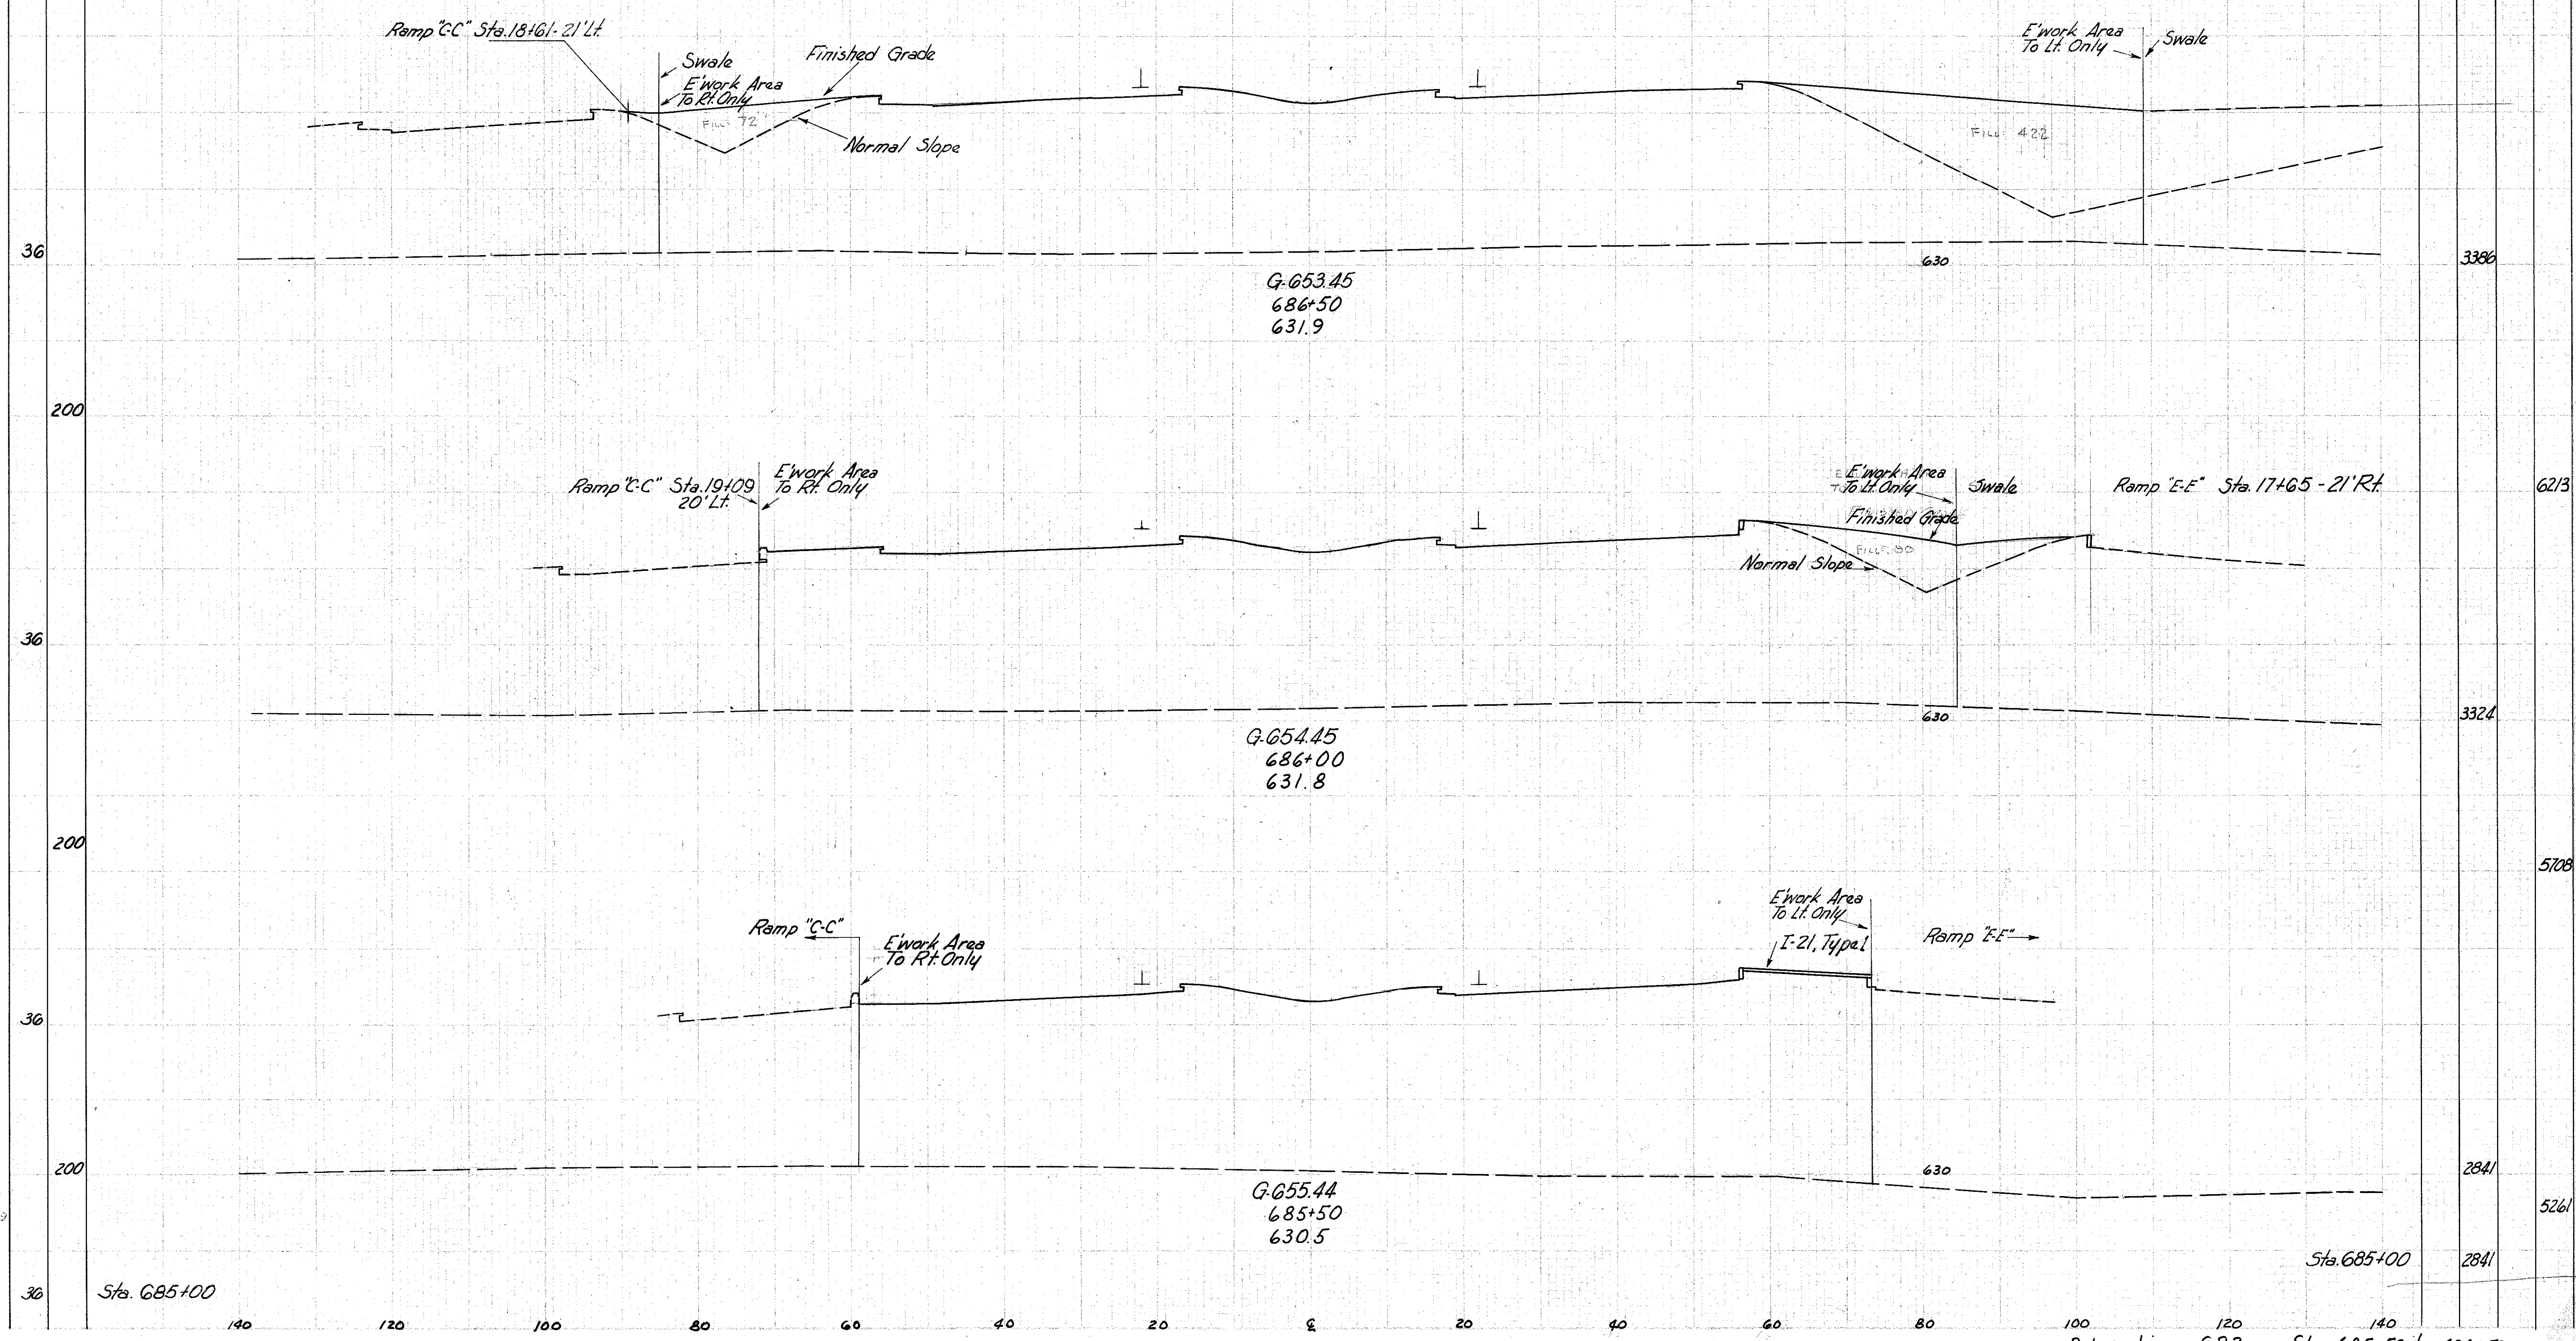 Ramp "C-C" Sta. 18+61 - 21' Lt.
Swale
E'work Area
To Rt. Only
Finished Grade
Fill: 72
Normal Slope
E'work Area
To Lt. Only
Swale
Fill: 422
36
630
3386
G-653.45
686+50
631.9
200
Ramp "C-C" Sta. 19+09
20' Lt.
E'work Area
To Rt. Only
E'work Area
To Lt. Only
Swale
Ramp "E-E" Sta. 17+65 - 21' Rt.
6213
Finished Grade
Normal Slope
36
630
3324
G-654.45
686+00
631.8
200
5708
Ramp "C-C"
E'work Area
To Rt. Only
E'work Area
To Lt. Only
I-21, Type 1
Ramp "E-E"
36
200
630
2841
G-655.44
685+50
630.5
5261
Sta. 685+00
2841
36
Sta. 685+00
140 120 100 80 60 40 20 ℄ 20 40 60 80 100 120 140